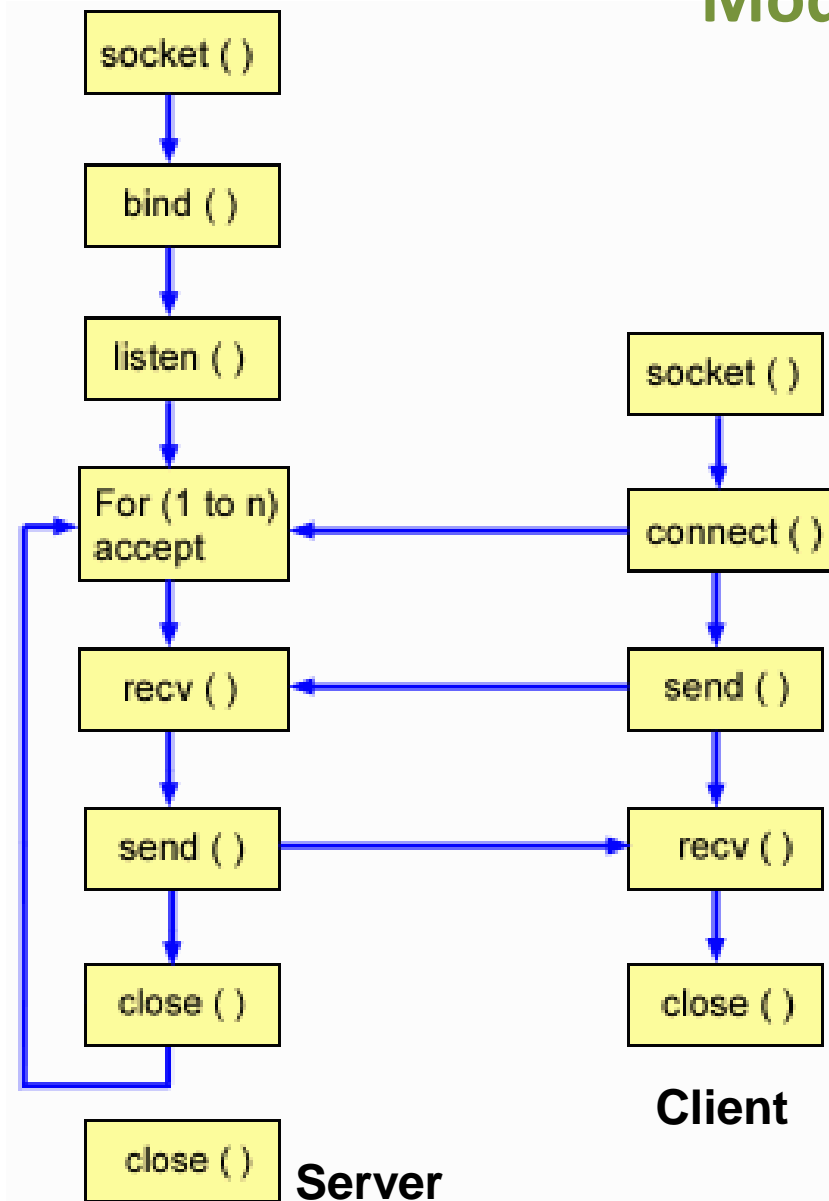 socket ( )
bind ( )
listen ( )
For (1 to n)
accept
recv ( )
send ( )
close ( )
close ( )
Server
socket ( )
connect ( )
send ( )
recv ( )
close ( )
Client